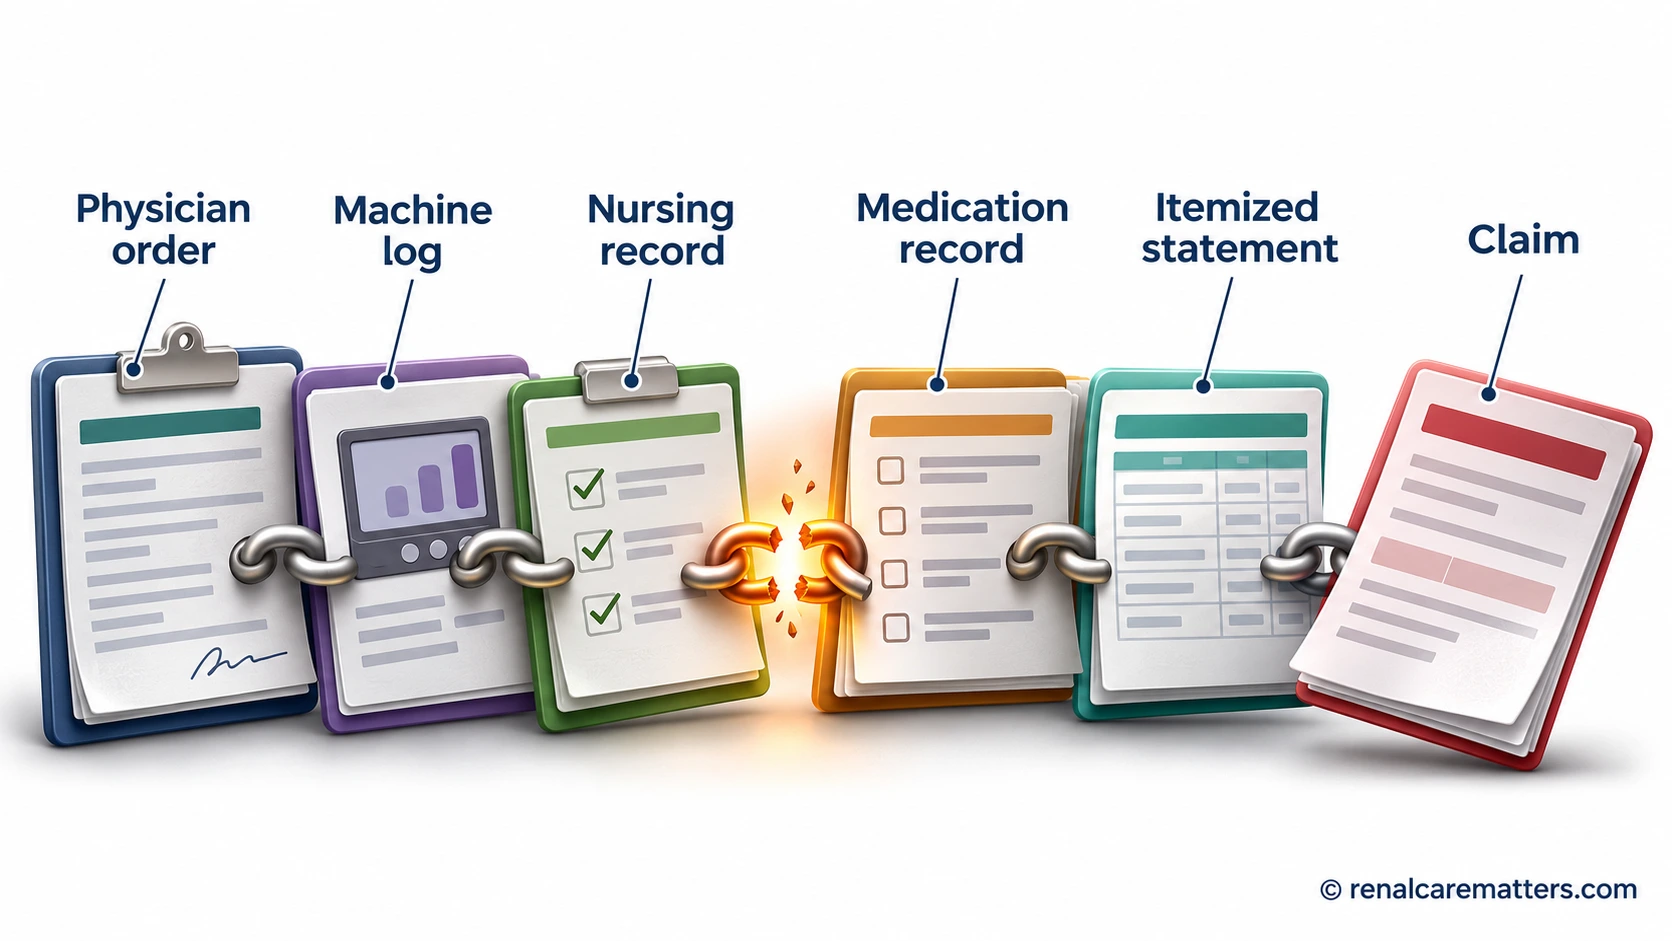 Physician
order
Machine
log
Nursing
record
Medication
record
Itemized
statement
Claim
© renalcarematters.com